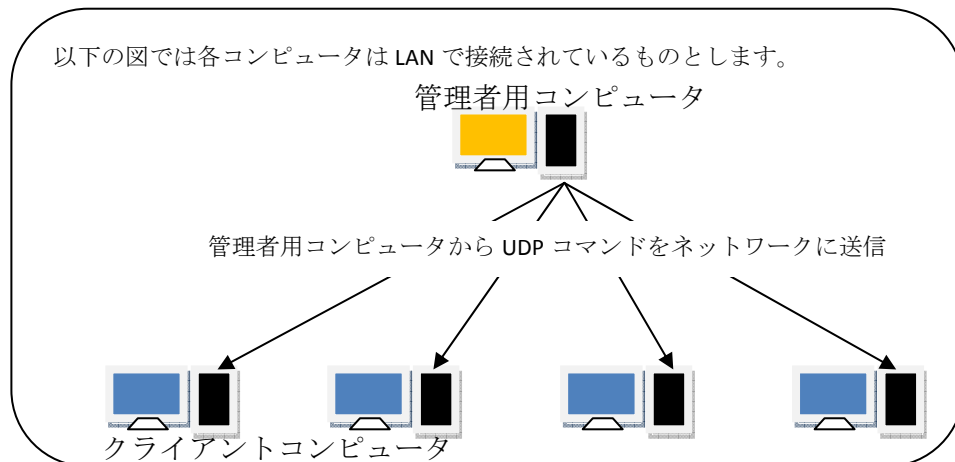 以下の図では各コンピュータは LAN で接続されているものとします。
管理者用コンピュータ
管理者用コンピュータから UDP コマンドをネットワークに送信
クライアントコンピュータ